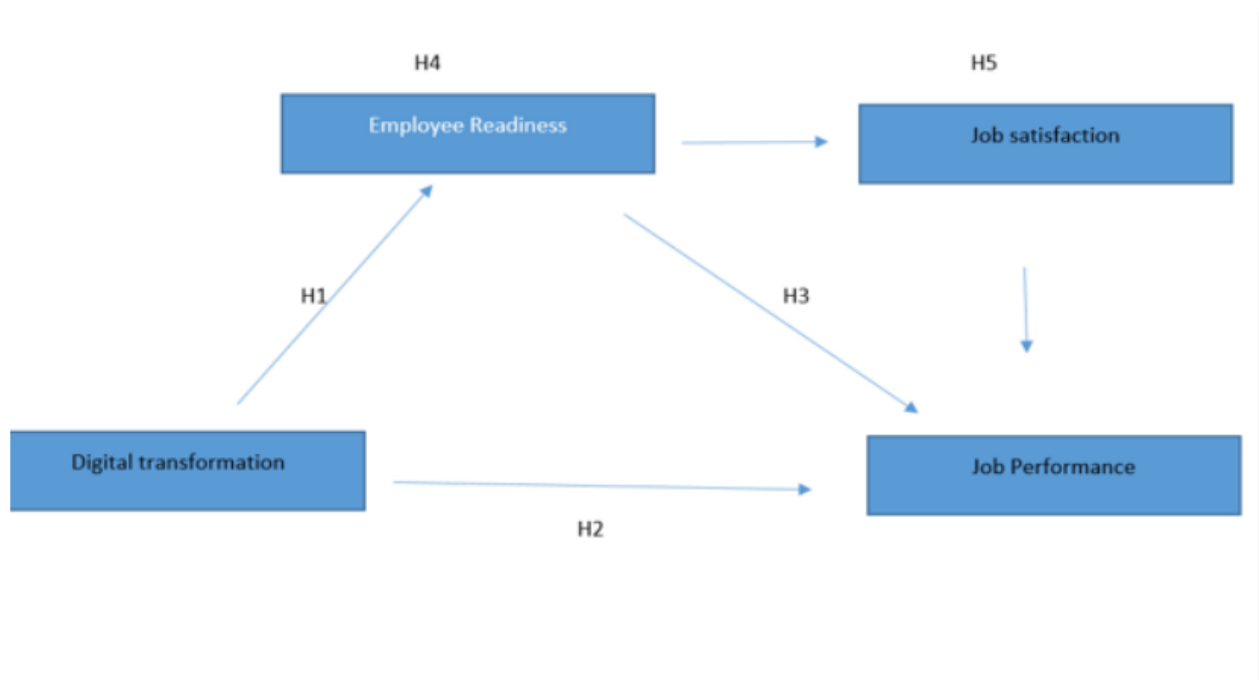 H4
H5
Employee Readiness
Job satisfaction
H1
H3
Digital transformation
Job Performance
H2